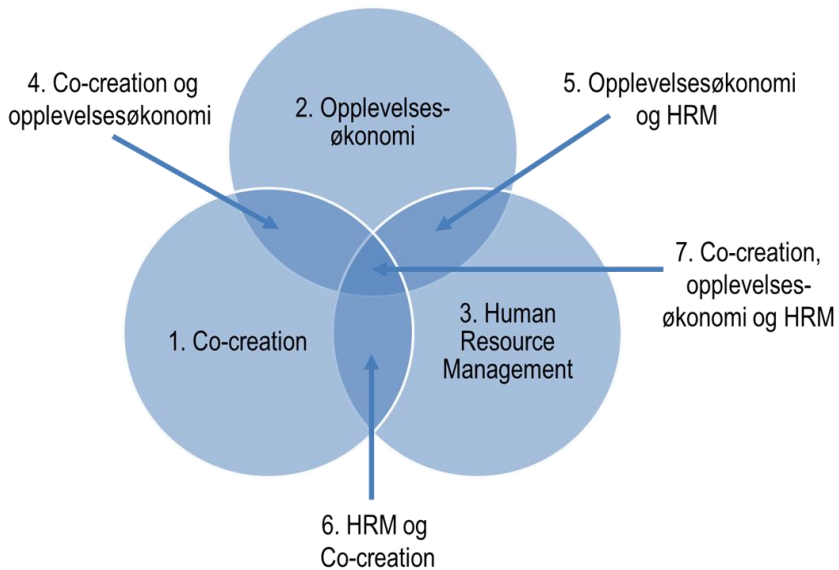 4. Co-creation og
opplevelsesøkonomi
2. Opplevelses-
økonomi
5. Opplevelsesøkonomi
og HRM
7. Co-creation,
opplevelses-
økonomi og HRM
1. Co-creation
3. Human
Resource
Management
6. HRM og
Co-creation